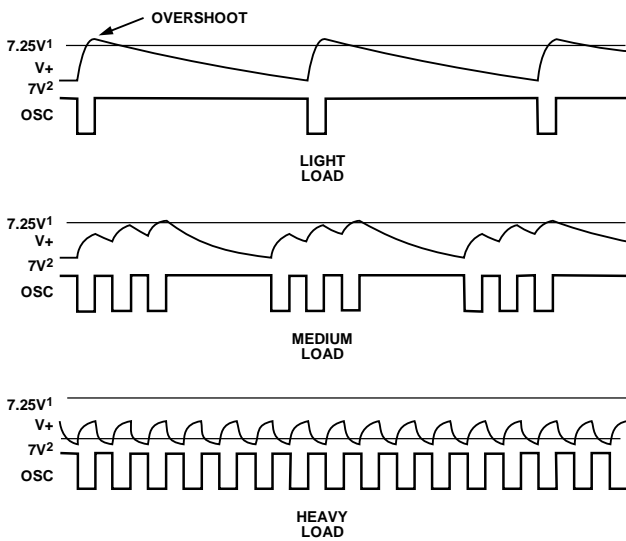 OVERSHOOT
7.25V1
V+
7V2
OSC
LIGHT
LOAD
7.25V1
V+
7V2
OSC
MEDIUM
LOAD
7.25V1
V+
7V2
OSC
HEAVY
LOAD